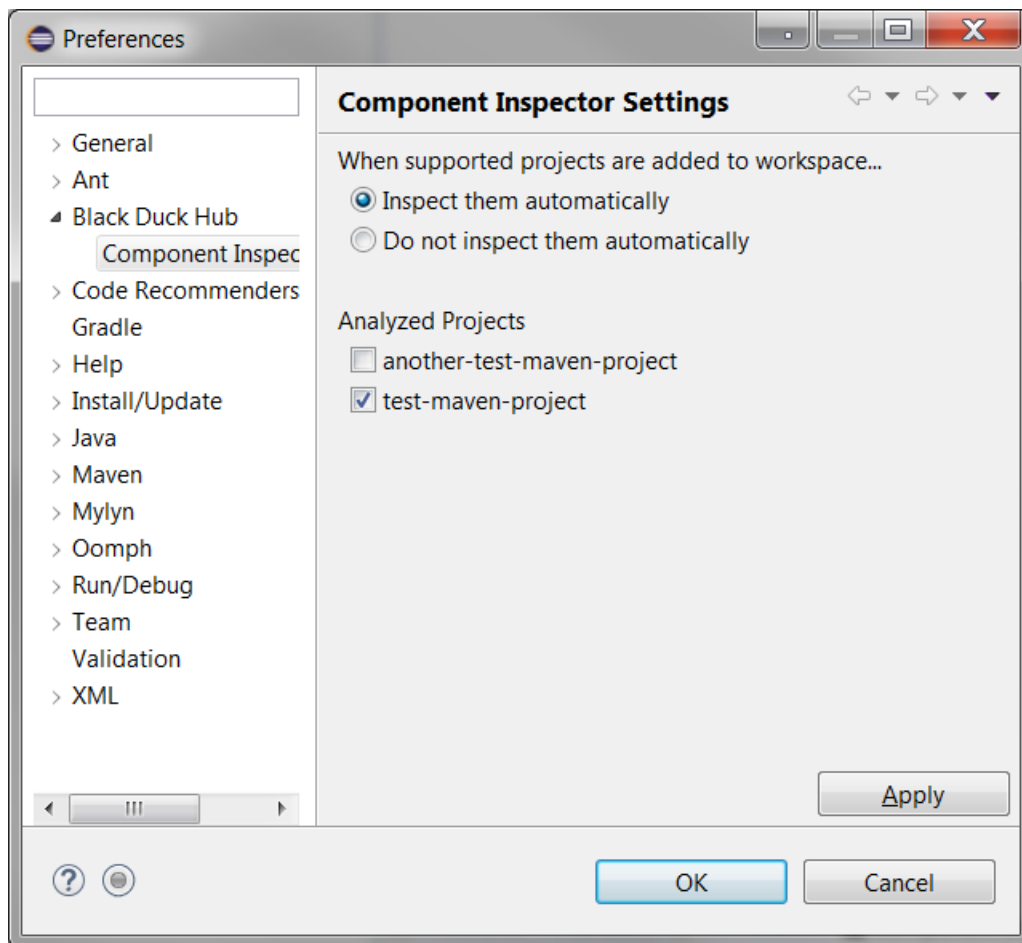 Preferences
Component Inspector Settings
General
Ant
Black Duck Hub
Component Inspec
Code Recommenders
Gradle
Help
Install/Update
Java
Maven
Mylyn
Oomph
Run/Debug
Team
Validation
XML
When supported projects are added to workspace...
Inspect them automatically
Do not inspect them automatically
Analyzed Projects
another-test-maven-project
test-maven-project
Apply
OK
Cancel